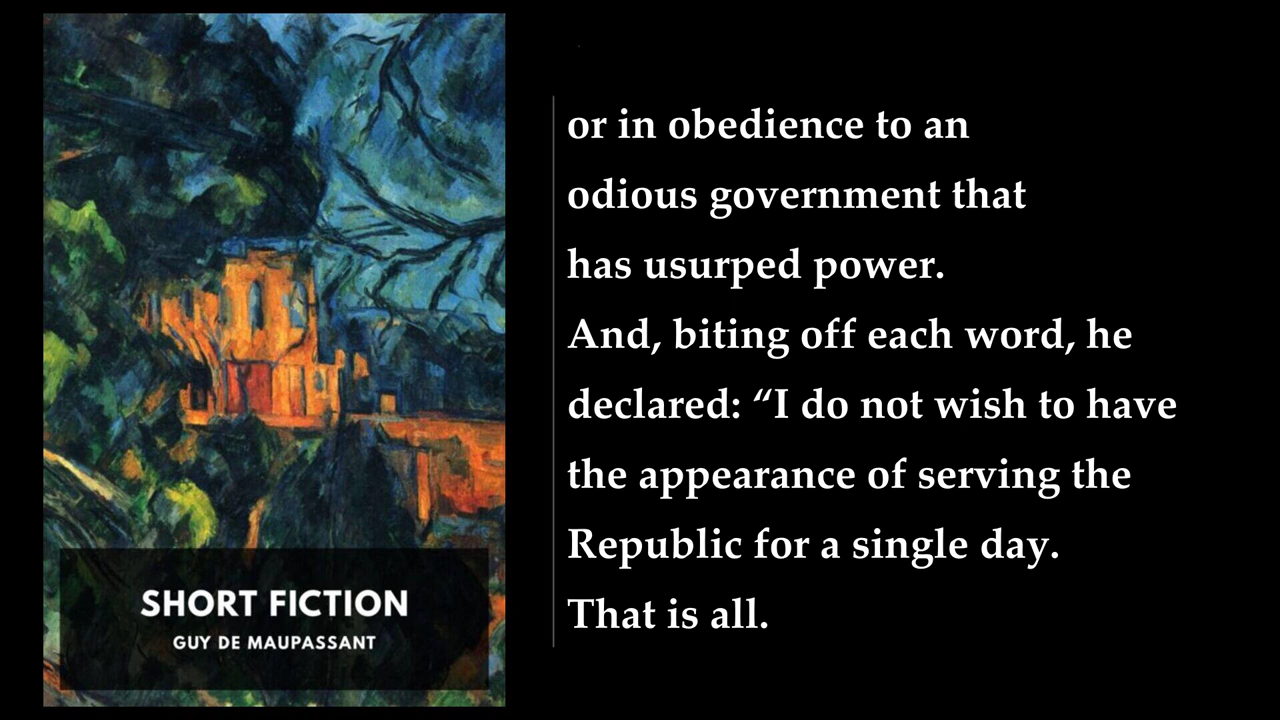 SHORT FICTION
GUY DE MAUPASSANT
or in obedience to an
odious government that
has usurped power.
And, biting off each word, he
declared: “I do not wish to have
the appearance of serving the
Republic for a single day.
That is all.